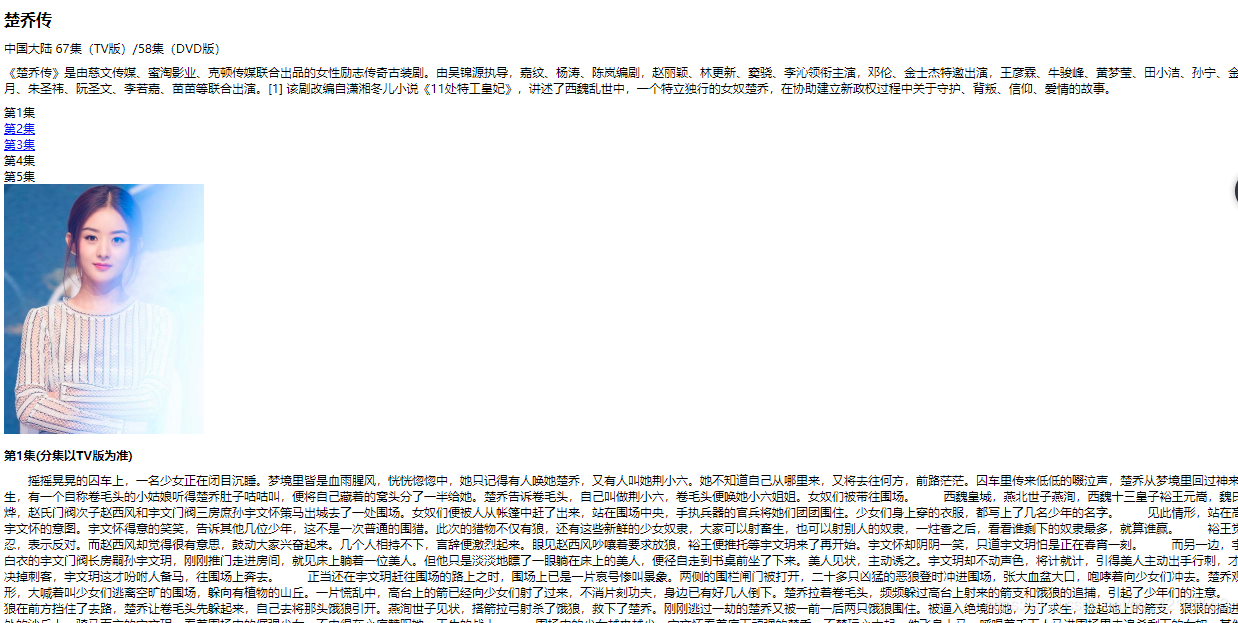 楚乔传
中国大陆 67集（TV版）/58集（DVD版）
《楚乔传》是由慈文传媒、蜜淘影业、克顿传媒联合出品的女性励志传奇古装剧。由吴锦源执导，嘉纹、杨涛、陈岚编剧，赵丽颖、林更新、窦骁、李沁领衔主演，邓伦、金士杰特邀出演，王彦霖、牛骏峰、黄梦莹、田小洁、孙宁、金
月、朱圣祎、阮圣文、李若嘉、苗苗等联合出演。[1] 该剧改编自潇湘冬儿小说《11处特工皇妃》，讲述了西魏乱世中，一个特立独行的女奴楚乔，在协助建立新政权过程中关于守护、背叛、信仰、爱情的故事。
第1集
第2集
第3集
第4集
第5集
第1集(分集以TV版为准)
摇摇晃晃的囚车上，一名少女正在闭目沉睡。梦境里皆是血雨腥风，恍恍惚惚中，她只记得有人唤她楚乔，又有人叫她荆小六。她不知道自己从哪里来，又将去往何方，前路茫茫。囚车里传来低低的啜泣声，楚乔从梦境里回过神来
生，有一个自称卷毛头的小姑娘听得楚乔肚子咕咕叫，便将自己藏着的窝头分了一半给她。楚乔告诉卷毛头，自己叫做荆小六，卷毛头便唤她小六姐姐。女奴们被带往围场。 西魏皇城，燕北世子燕洵，西魏十三皇子裕王元嵩，魏氏
烨，赵氏门阀次子赵西风和宇文门阀三房庶孙宇文怀策马出城去了一处围场。女奴们便被人从帐篷中赶了出来，站在围场中央，手执兵器的官兵将她们团团围住。少女们身上穿的衣服，都写上了几名少年的名字。 见此情形，站在高
宇文怀的意图。宇文怀得意的笑笑，告诉其他几位少年，这不是一次普通的围猎。此次的猎物不仅有狼，还有这些新鲜的少女奴隶，大家可以射畜生，也可以射别人的奴隶，一炷香之后，看看谁剩下的奴隶最多，就算谁赢。 裕王觉
忍，表示反对。而赵西风却觉得很有意思，鼓动大家兴奋起来。几个人相持不下，言辞便激烈起来。眼见赵西风吵嚷着要求放狼，裕王便推托等宇文玥来了再开始。宇文怀却阴阴一笑，只道宇文玥怕是正在春宵一刻。 而另一边，宇
白衣的宇文门阀长房嗣孙宇文玥，刚刚推门走进房间，就见床上躺着一位美人。但他只是淡淡地瞟了一眼躺在床上的美人，便径自走到书桌前坐了下来。美人见状，主动诱之。宇文玥却不动声色，将计就计，引得美人主动出手行刺，才
决掉刺客，宇文玥这才吩咐人备马，往围场上奔去。 正当还在宇文玥赶往围场的路上之时，围场上已是一片哀号惨叫景象。两侧的围栏闸门被打开，二十多只凶猛的恶狼登时冲进围场，张大血盆大口，咆哮着向少女们冲去。楚乔观
形，大喊着叫少女们逃离空旷的围场，躲向有植物的山丘。一片慌乱中，高台上的箭已经向少女们射了过来，不消片刻功夫，身边已有好几人倒下。楚乔拉着卷毛头，频频躲过高台上射来的箭支和饿狼的追捕，引起了少年们的注意。
狼在前方挡住了去路，楚乔让卷毛头先躲起来，自己去将那头饿狼引开。燕洵世子见状，搭箭拉弓射杀了饿狼，救下了楚乔。刚刚逃过一劫的楚乔又被一前一后两只饿狼围住。被逼入绝境的她，为了求生，捡起地上的箭支，狠狠的插进